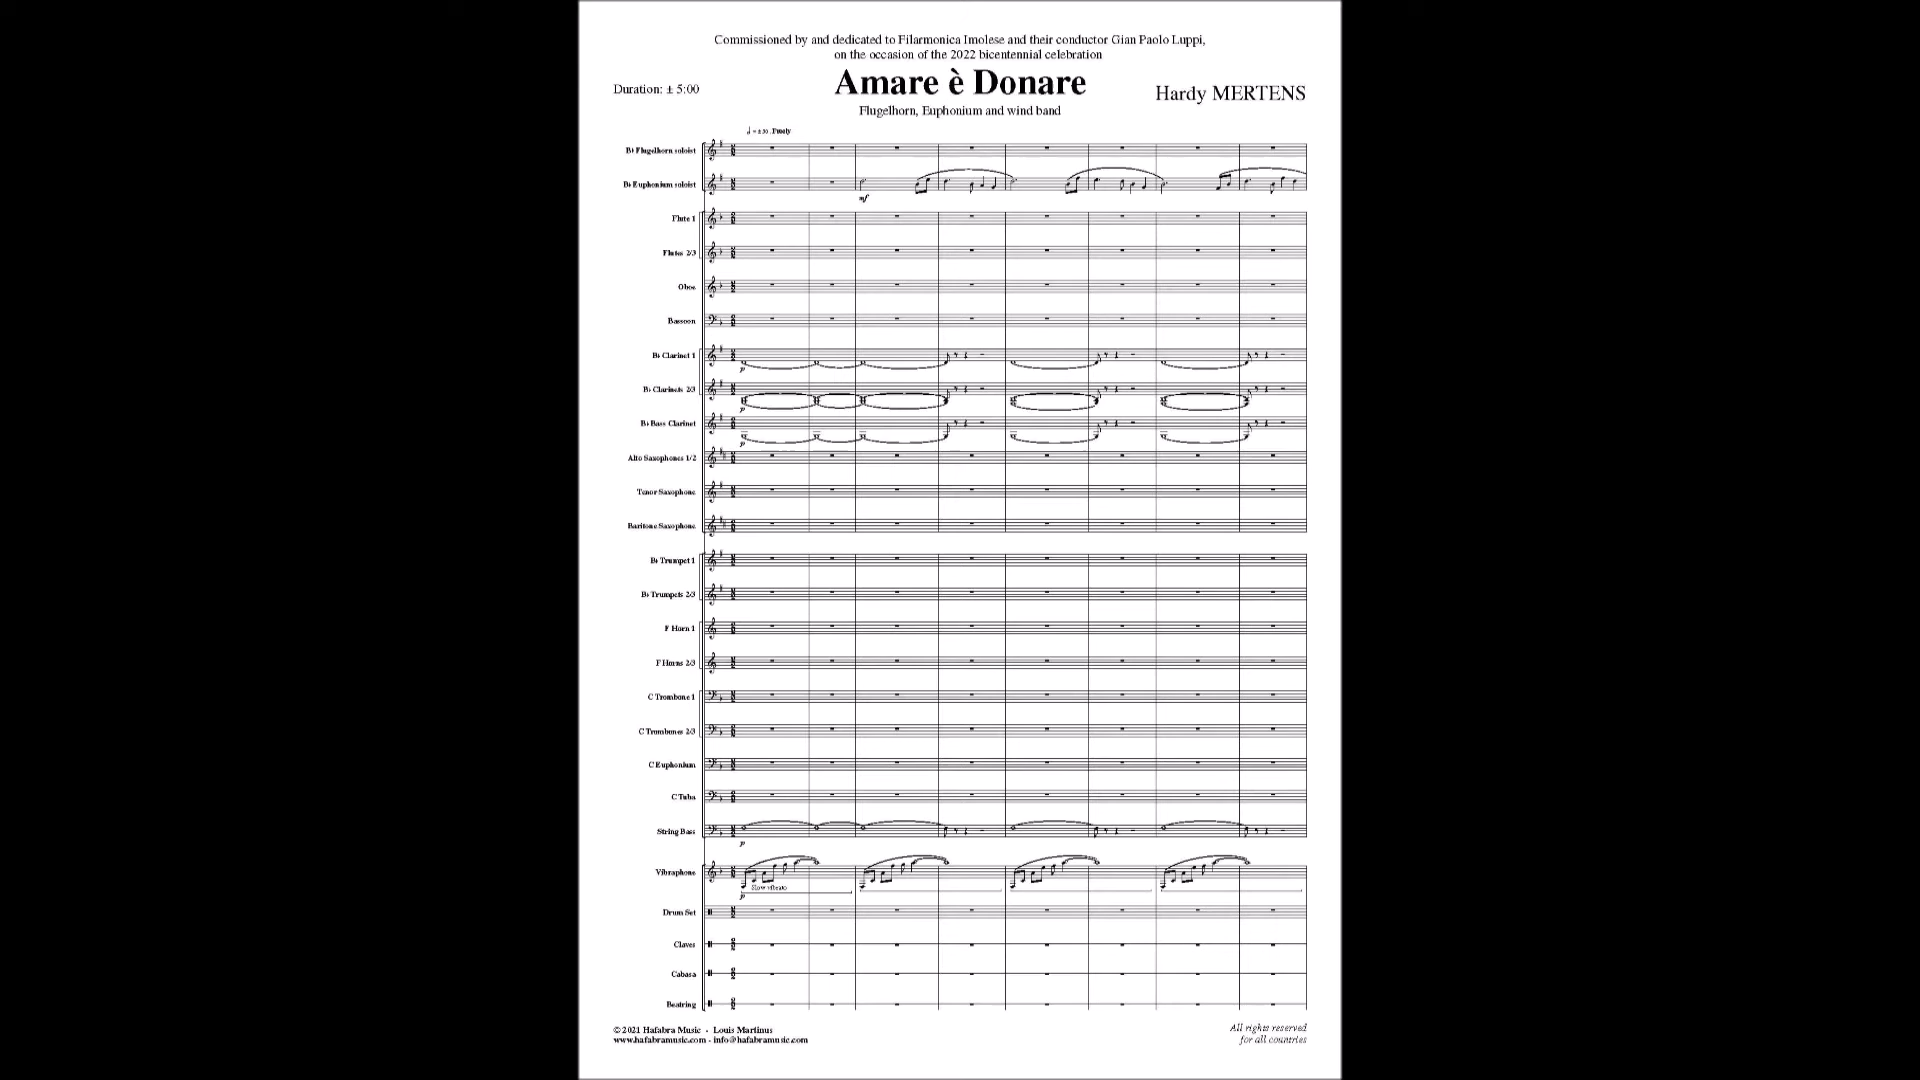 Commissioned by and dedicated to Filarmonica Imolese and their conductor Gian Paolo Luppi,
on the occasion of the 2022 bicentennial celebration
Amare è Donare
Duration: ± 5:00
Hardy MERTENS
Flugelhorn, Euphonium and wind band
Freely
B♭ Flugelhorn soloist
B♭ Euphonium soloist
mf
Flute 1
Flutes 2/3
Oboe
Bassoon
B♭ Clarinet 1
p
B♭ Clarinets 2/3
p
B♭ Bass Clarinet
p
Alto Saxophones 1/2
Tenor Saxophone
Baritone Saxophone
B♭ Trumpet 1
B♭ Trumpets 2/3
F Horn 1
F Horns 2/3
C Trombone 1
C Trombones 2/3
C Euphonium
C Tuba
String Bass
p
Vibraphone
Slow vibrato
p
Drum Set
Claves
Cabasa
Beatring
© 2021 Hafabra Music - Louis Martinus
www.hafabramusic.com - info@hafabramusic.com
All rights reserved
for all countries